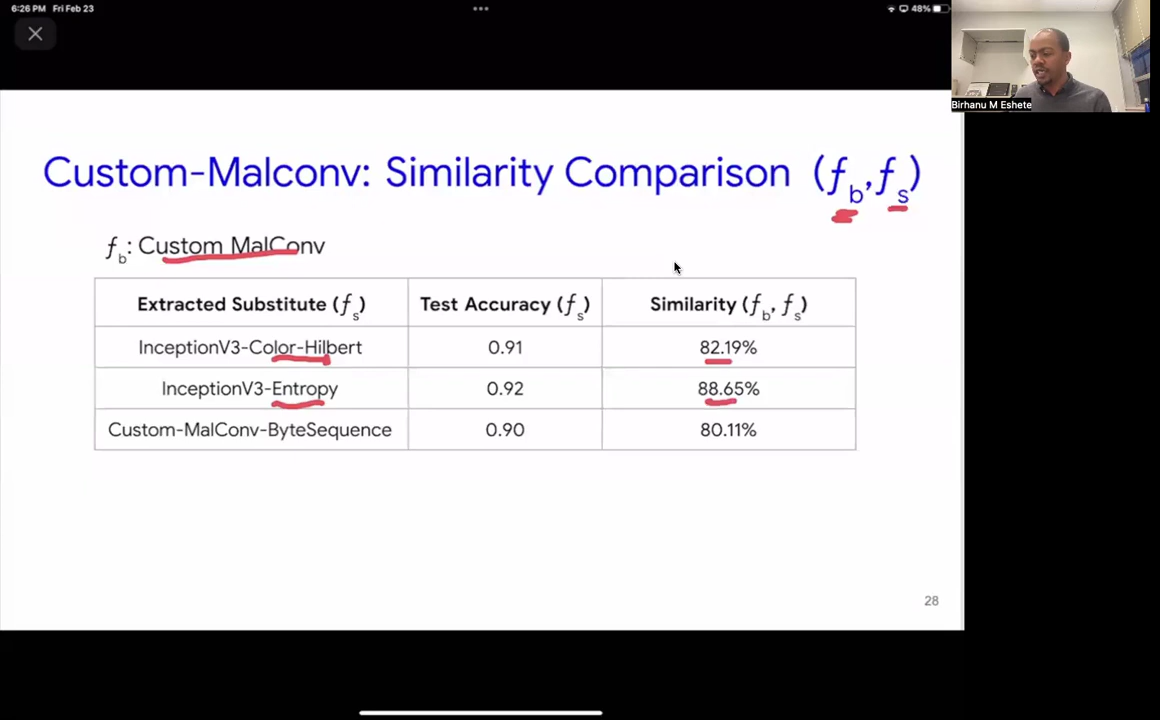 6:26 PM Fri Feb 23
48%
Birhanu M Eshete
Custom-Malconv: Similarity Comparison (fb,fs)
fb: Custom MalConv
Extracted Substitute (fs) Test Accuracy (fs) Similarity (fb, fs)
InceptionV3-Color-Hilbert 0.91 82.19%
InceptionV3-Entropy 0.92 88.65%
Custom-MalConv-ByteSequence 0.90 80.11%
28